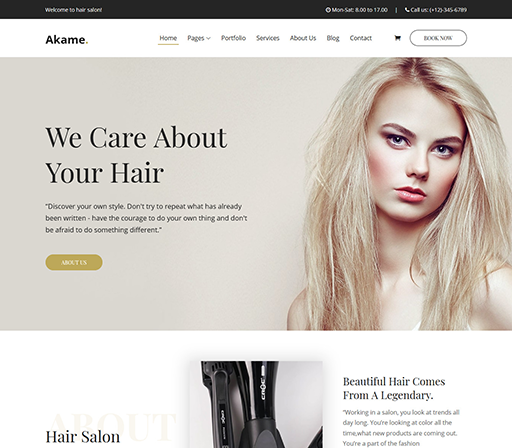 Welcome to hair salon!
Mon-Sat: 8.00 to 17.00 | Call us: (+12)-345-6789
Akame.
Home Pages Portfolio Services About Us Blog Contact BOOK NOW
We Care About
Your Hair
"Discover your own style. Don't try to repeat what has already
been written - have the courage to do your own thing and don't
be afraid to do something different."
ABOUT US
ABOUT
Hair Salon
Beautiful Hair Comes
From A Legendary.
"Working in a salon, you look at trends all
day long. You're looking at color all the
time,what new products are coming out.
You're a part of the fashion